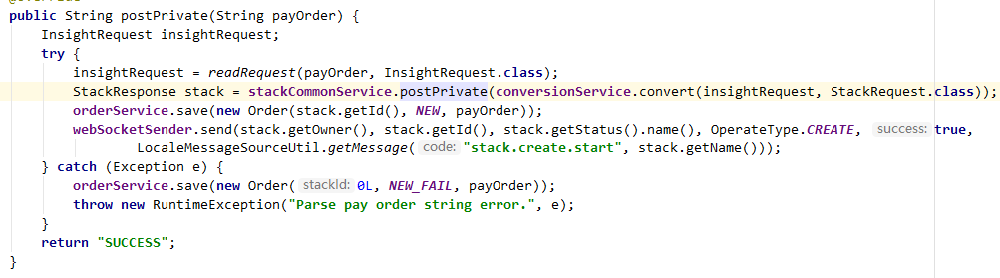 public String postPrivate(String payOrder) {
InsightRequest insightRequest;
try {
insightRequest = readRequest(payOrder, InsightRequest.class);
StackResponse stack = stackCommonService.postPrivate(conversionService.convert(insightRequest, StackRequest.class));
orderService.save(new Order(stack.getId(), NEW, payOrder));
webSocketSender.send(stack.getOwner(), stack.getId(), stack.getStatus().name(), OperateType.CREATE, success: true,
LocaleMessageSourceUtil.getMessage( code: "stack.create.start", stack.getName()));
} catch (Exception e) {
orderService.save(new Order( stackId: 0L, NEW_FAIL, payOrder));
throw new RuntimeException("Parse pay order string error.", e);
}
return "SUCCESS";
}